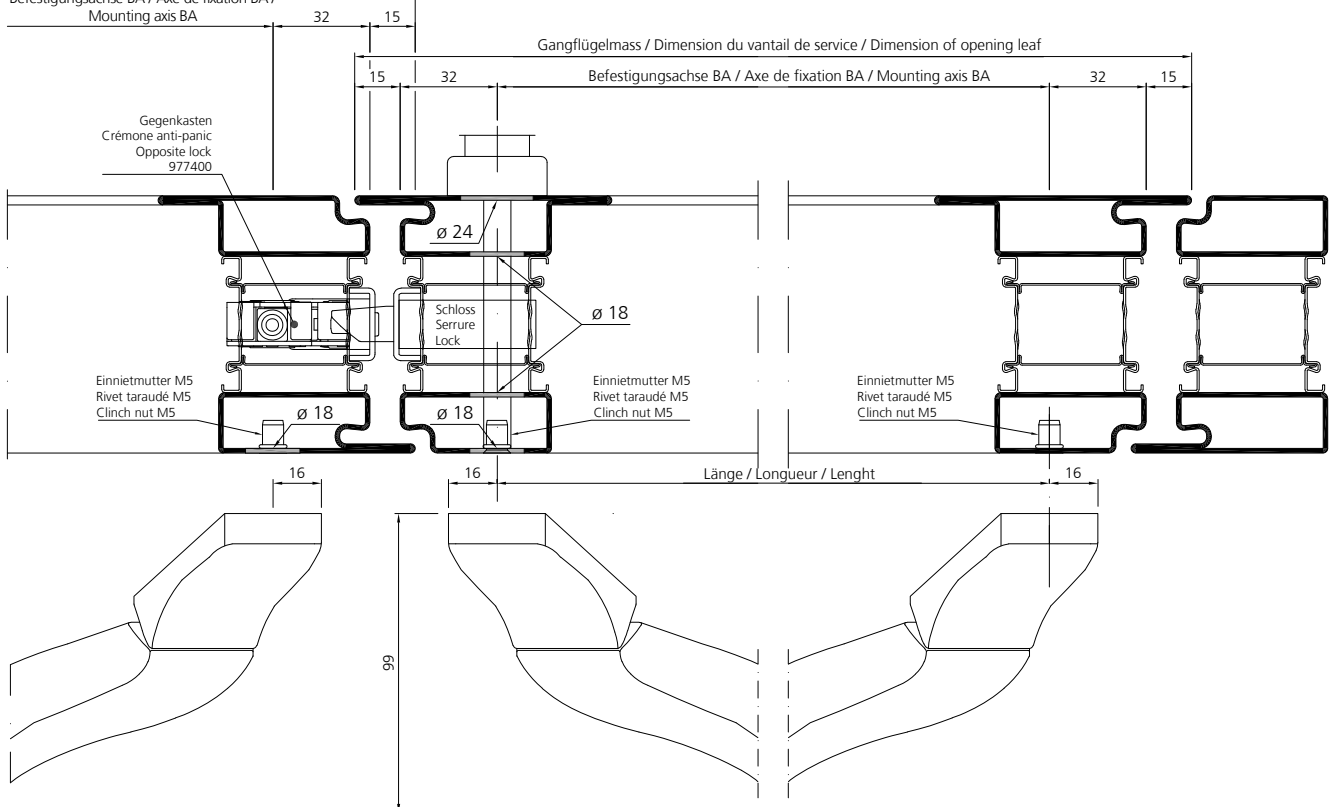 Befestigungsachse BA / Axe de fixation BA /
Mounting axis BA
32
15
Gangflügelmass / Dimension du vantail de service / Dimension of opening leaf
15
32
Befestigungsachse BA / Axe de fixation BA / Mounting axis BA
32
15
Gegenkasten
Crémone anti-panic
Opposite lock
977400
ø 24
ø 18
Schloss
Serrure
Lock
Einnietmutter M5
Rivet taraudé M5
Clinch nut M5
ø 18
ø 18
Einnietmutter M5
Rivet taraudé M5
Clinch nut M5
Einnietmutter M5
Rivet taraudé M5
Clinch nut M5
16
16
Länge / Longueur / Lenght
16
99